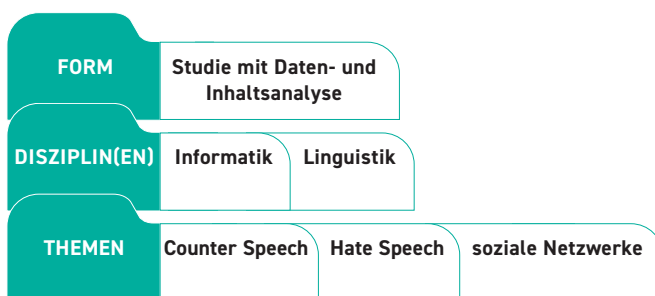 FORM
Studie mit Daten- und
Inhaltsanalyse
DISZIPLIN(EN)
Informatik
Linguistik
THEMEN
Counter Speech
Hate Speech
soziale Netzwerke